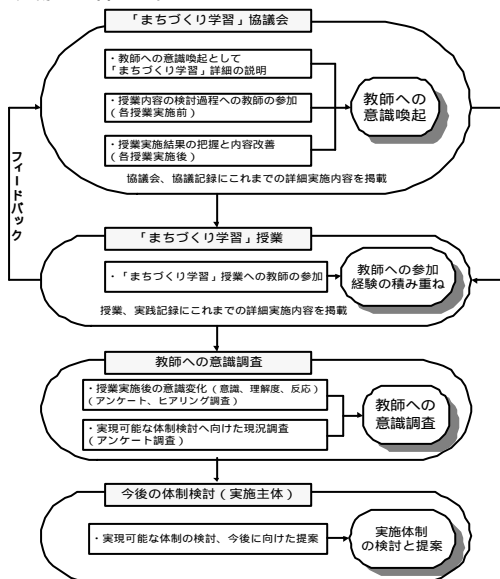 「まちづくり学習」協議会
・教師への意識喚起として
「まちづくり学習」詳細の説明
・授業内容の検討過程への教師の参加
(各授業実施前)
・授業実施結果の把握と内容改善
(各授業実施後)
教師への
意識喚起
協議会、協議記録にこれまでの詳細実施内容を掲載
フィードバック
「まちづくり学習」授業
・「まちづくり学習」授業への教師の参加
教師への参加
経験の積み重ね
授業、実践記録にこれまでの詳細実施内容を掲載
教師への意識調査
・授業実施後の意識変化(意識、理解度、反応)
(アンケート、ヒアリング調査)
・実現可能な体制検討へ向けた現況調査
(アンケート調査)
教師への
意識調査
今後の体制検討(実施主体)
・実現可能な体制の検討、今後に向けた提案
実施体制
の検討と提案